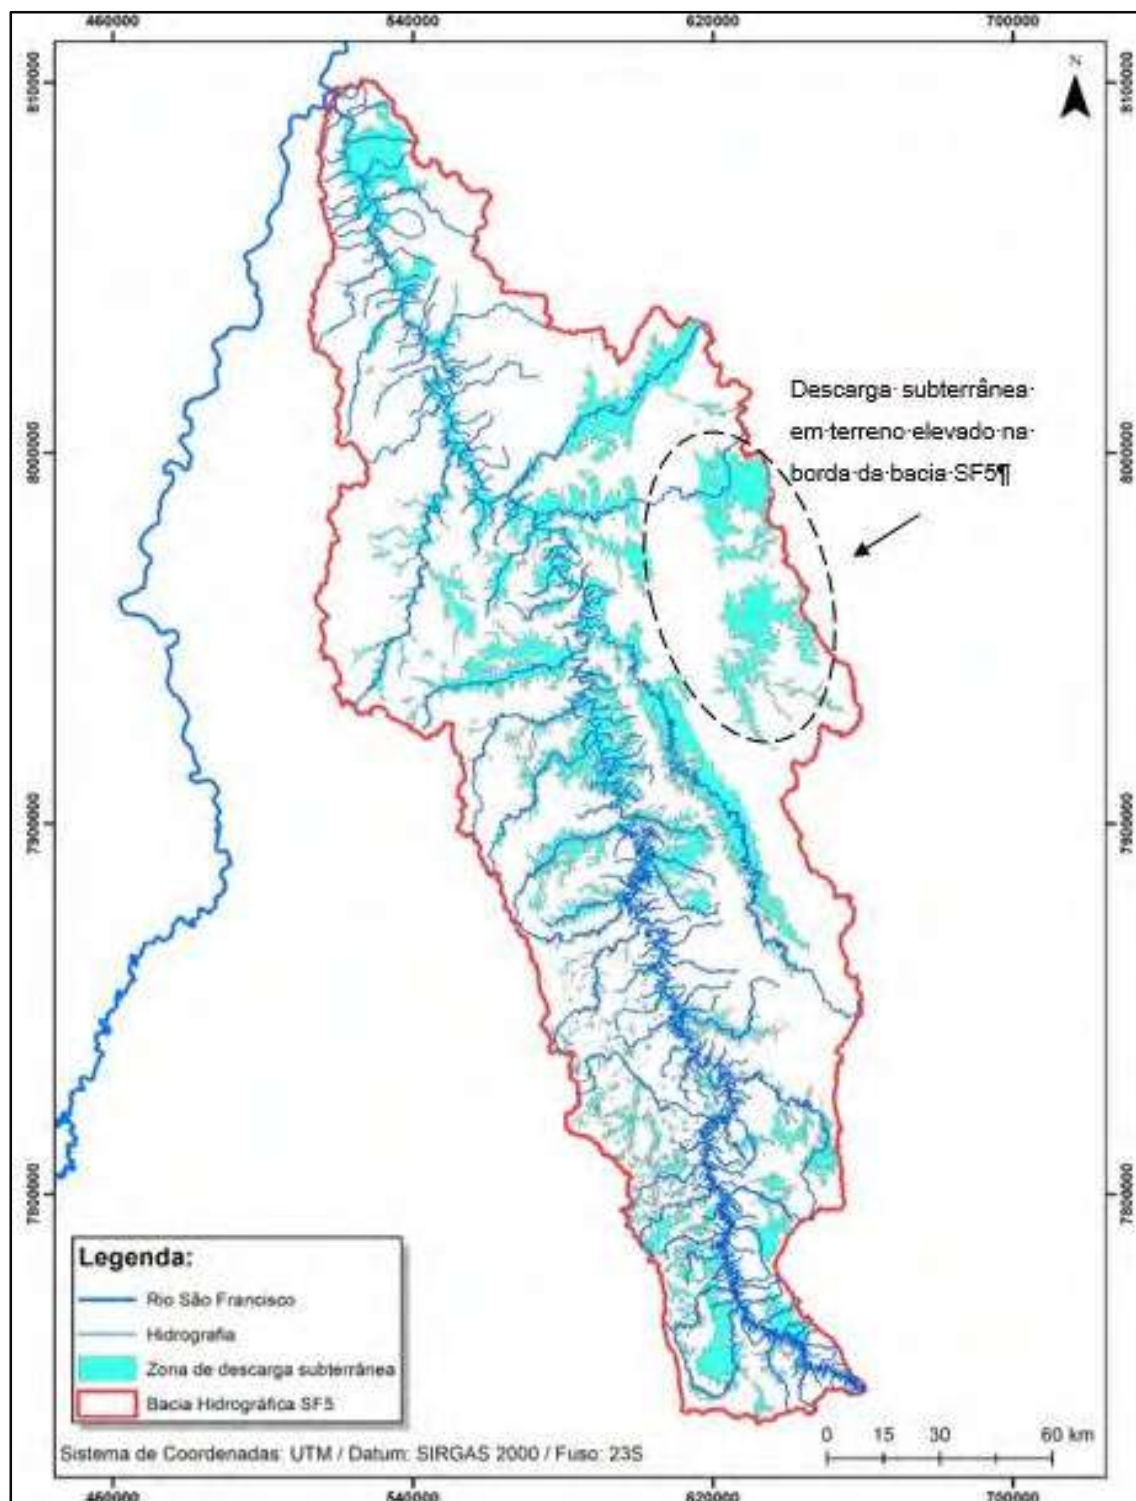 460000 540000 620000 700000
N
8100000 8100000
Descarga·subterrânea·
em·terreno·elevado·na·
borda·da·bacia·SF5¶
8000000 8000000
7900000 7900000
7800000 7800000
Legenda:
Rio São Francisco
Hidrografia
Zona de descarga subterrânea
Bacia Hidrográfica SF5
Sistema de Coordenadas: UTM / Datum: SIRGAS 2000 / Fuso: 23S
0 15 30 60 km
460000 540000 620000 700000